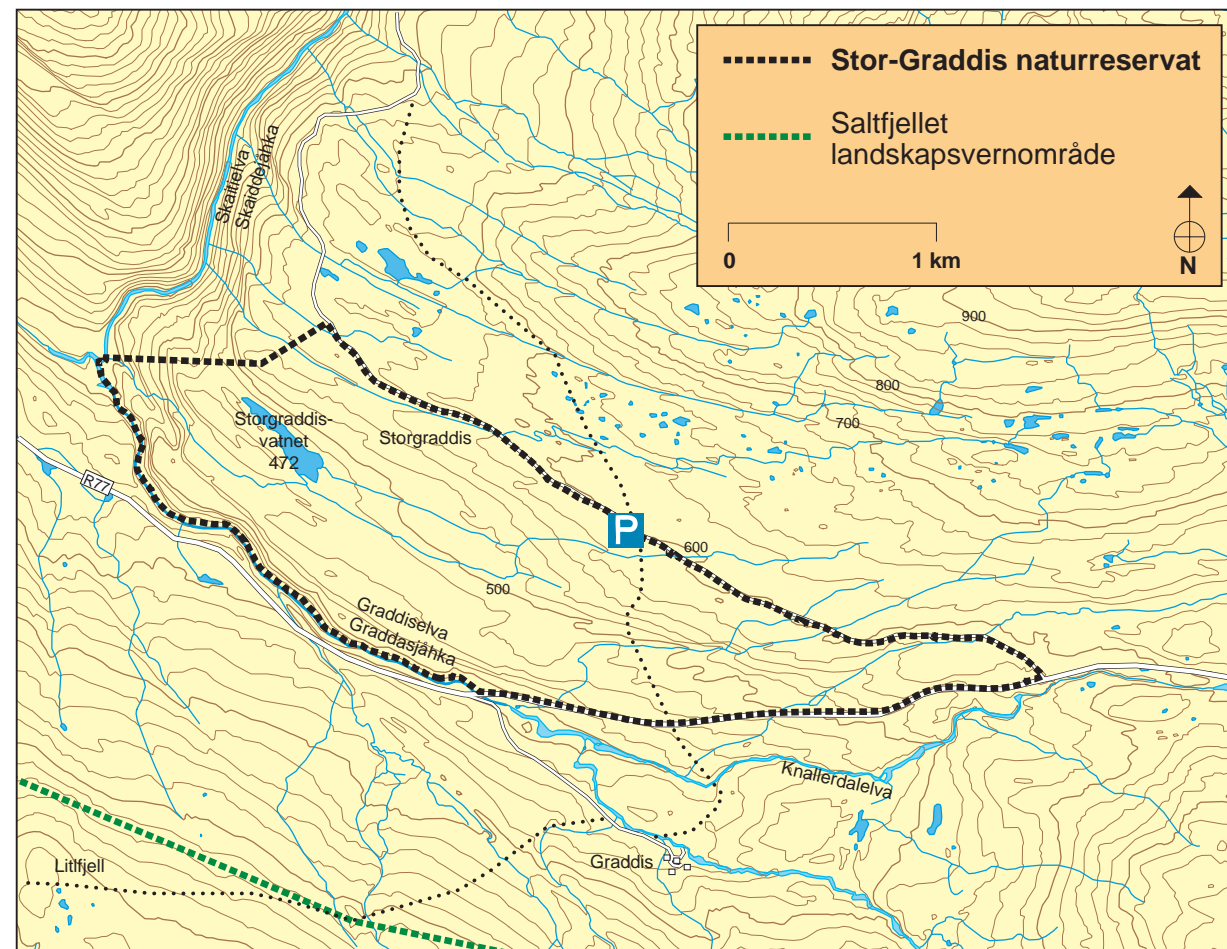 Stor-Graddis naturreservat
Saltfjellet
landskapsvernområde
0
1 km
N
Skaitielva
Skaiddejåhka
900
800
700
Storgraddis-
vatnet
472
Storgraddis
R77
P
600
500
Graddiselva
Graddasjåhka
Knallerdalelva
Graddis
Litlfjell